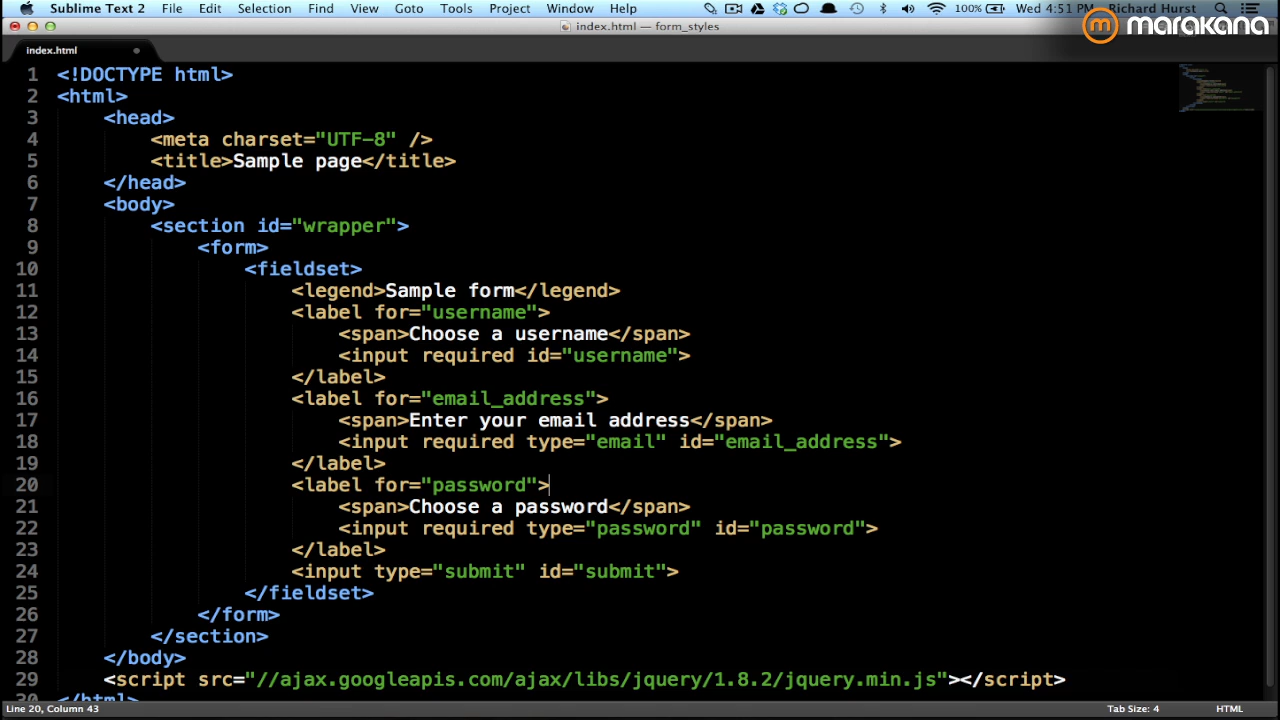 Sublime Text 2 File Edit Selection Find View Goto Tools Project Window Help 100% Wed 4:51 PM Richard Hurst
index.html — form_styles
marakana
index.html
1 <!DOCTYPE html>
2 <html>
3 <head>
4 <meta charset="UTF-8" />
5 <title>Sample page</title>
6 </head>
7 <body>
8 <section id="wrapper">
9 <form>
10 <fieldset>
11 <legend>Sample form</legend>
12 <label for="username">
13 <span>Choose a username</span>
14 <input required id="username">
15 </label>
16 <label for="email_address">
17 <span>Enter your email address</span>
18 <input required type="email" id="email_address">
19 </label>
20 <label for="password">
21 <span>Choose a password</span>
22 <input required type="password" id="password">
23 </label>
24 <input type="submit" id="submit">
25 </fieldset>
26 </form>
27 </section>
28 </body>
29 <script src="//ajax.googleapis.com/ajax/libs/jquery/1.8.2/jquery.min.js"></script>
30 </html>
Line 20, Column 43 Tab Size: 4 HTML